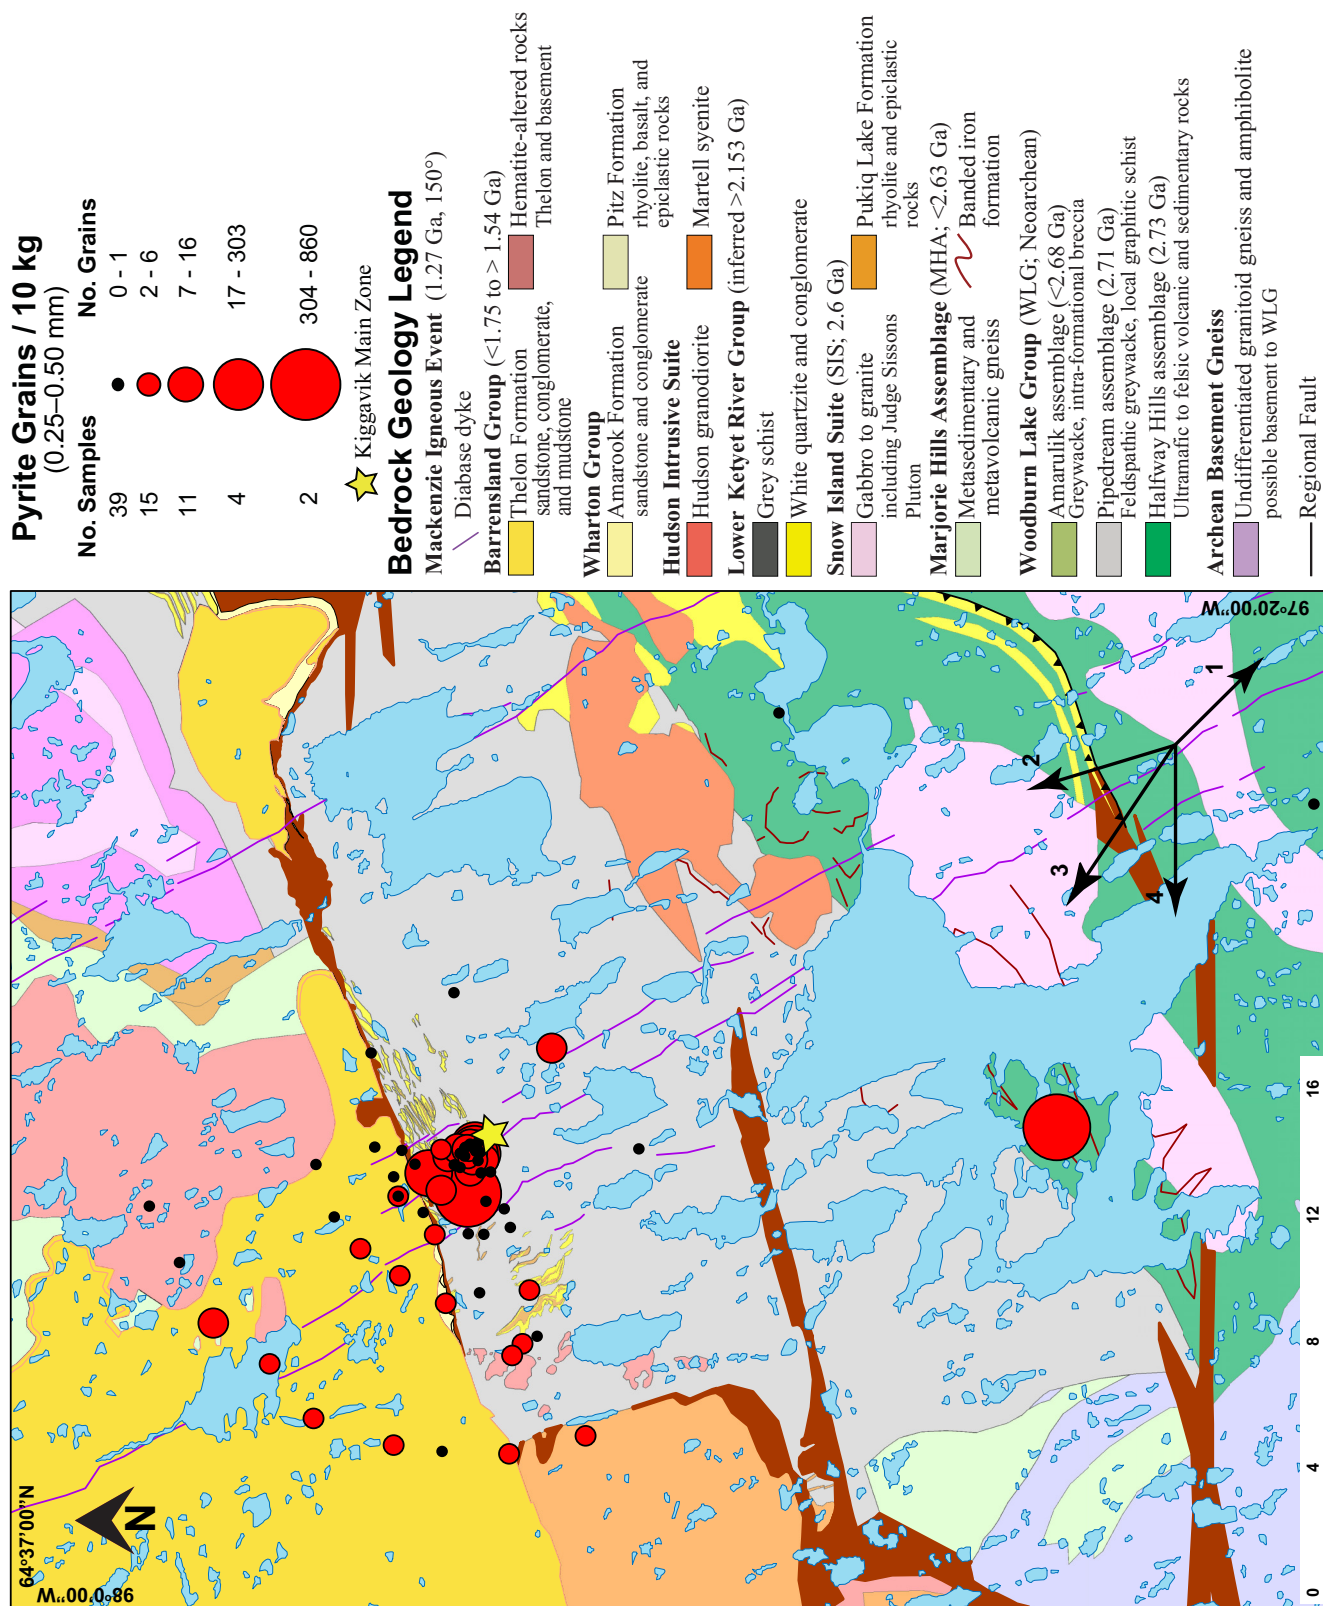 Pyrite Grains / 10 kg
(0.25–0.50 mm)
No. Samples No. Grains
39 0 - 1
15 2 - 6
11 7 - 16
4 17 - 303
2 304 - 860
Kiggavik Main Zone
Bedrock Geology Legend
Mackenzie Igneous Event (1.27 Ga, 150°)
Diabase dyke
Barrensland Group (<1.75 to > 1.54 Ga)
Thelon Formation
sandstone, conglomerate,
and mudstone
Hematite-altered rocks
Thelon and basement
Wharton Group
Amarook Formation
sandstone and conglomerate
Pitz Formation
rhyolite, basalt, and
epiclastic rocks
Hudson Intrusive Suite
Hudson granodiorite
Martell syenite
Lower Ketyet River Group (inferred >2.153 Ga)
Grey schist
White quartzite and conglomerate
Snow Island Suite (SIS; 2.6 Ga)
Gabbro to granite
including Judge Sissons
Pluton
Pukiq Lake Formation
rhyolite and epiclastic
rocks
Marjorie Hills Assemblage (MHA; <2.63 Ga)
Metasedimentary and
metavolcanic gneiss
Banded iron
formation
Woodburn Lake Group (WLG; Neoarchean)
Amarulik assemblage (<2.68 Ga)
Greywacke, intra-formational breccia
Pipedream assemblage (2.71 Ga)
Feldspathic greywacke, local graphitic schist
Halfway Hills assemblage (2.73 Ga)
Ultramafic to felsic volcanic and sedimentary rocks
Archean Basement Gneiss
Undifferentiated granitoid gneiss and amphibolite
possible basement to WLG
Regional Fault
64°37'00"N
98°0'00"W
N
97°20'00"W
1
2
3
4
0 4 8 12 16